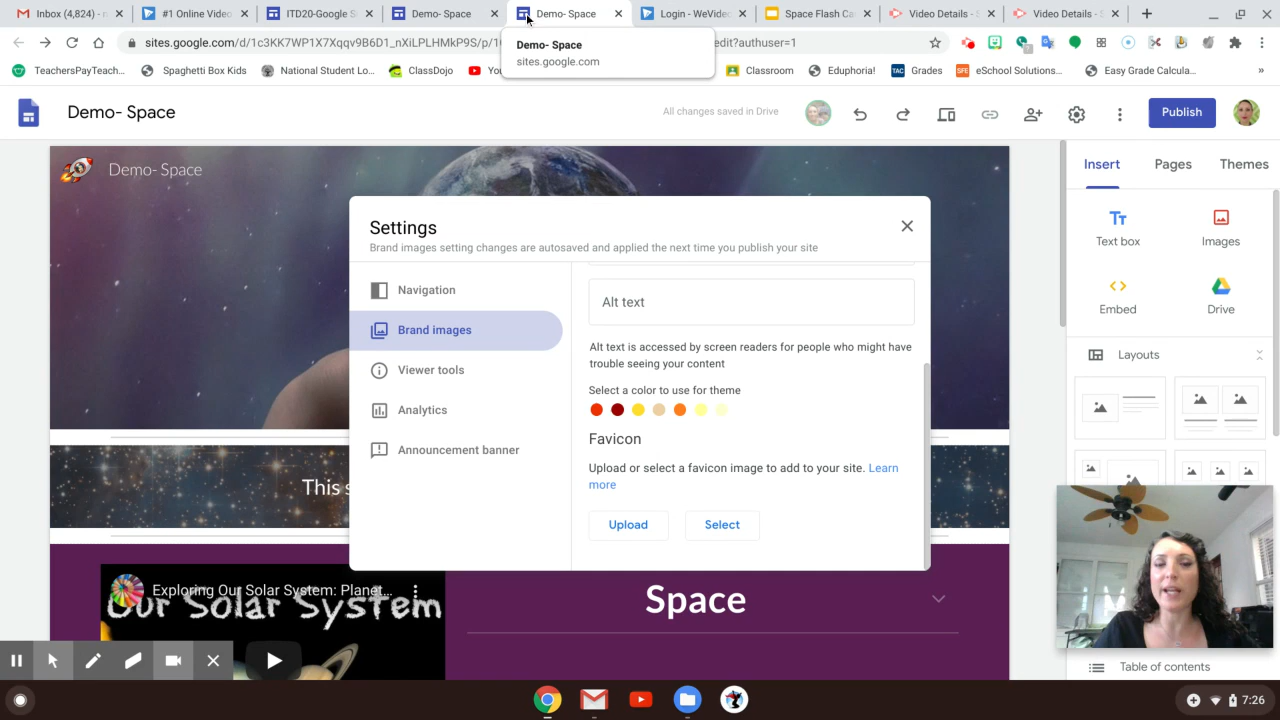 Inbox (4,824) - n
#1 Online Video
ITD20-Google S
Demo- Space
Demo- Space
Login - WeVideo
Space Flash Ca
Video Details - S
Video Details - S
sites.google.com/d/1c3KK7WP1X7Xqqv9B6D1_nXiLPLHMkP9S/p/1
edit?authuser=1
Demo- Space
sites.google.com
TeachersPayTeach...
Spaghetti Box Kids
National Student Lo...
ClassDojo
You
Classroom
Eduphoria!
TAC
Grades
SFE
eSchool Solutions...
Easy Grade Calcula...
»
Demo- Space
All changes saved in Drive
Publish
Demo- Space
Insert
Pages
Themes
Text box
Images
Embed
Drive
Layouts
Settings
Brand images setting changes are autosaved and applied the next time you publish your site
Navigation
Brand images
Viewer tools
Analytics
Announcement banner
Alt text
Alt text is accessed by screen readers for people who might have
trouble seeing your content
Select a color to use for theme
Favicon
Upload or select a favicon image to add to your site. Learn
more
Upload
Select
This s
Exploring Our Solar System: Planet...
Our Solar System
Space
Table of contents
7:26